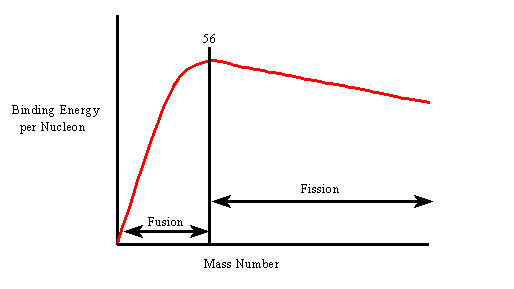 56
Binding Energy
per Nucleon
Fission
Fusion
Mass Number